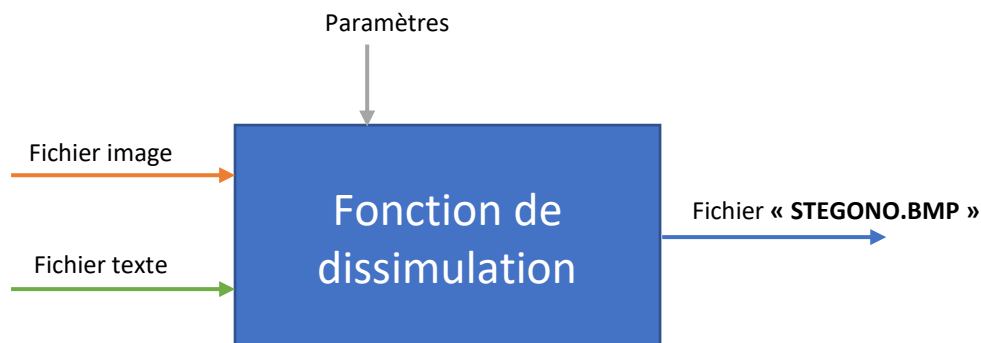 Paramètres
Fichier image
Fichier texte
Fonction de
dissimulation
Fichier « STEGONO.BMP »